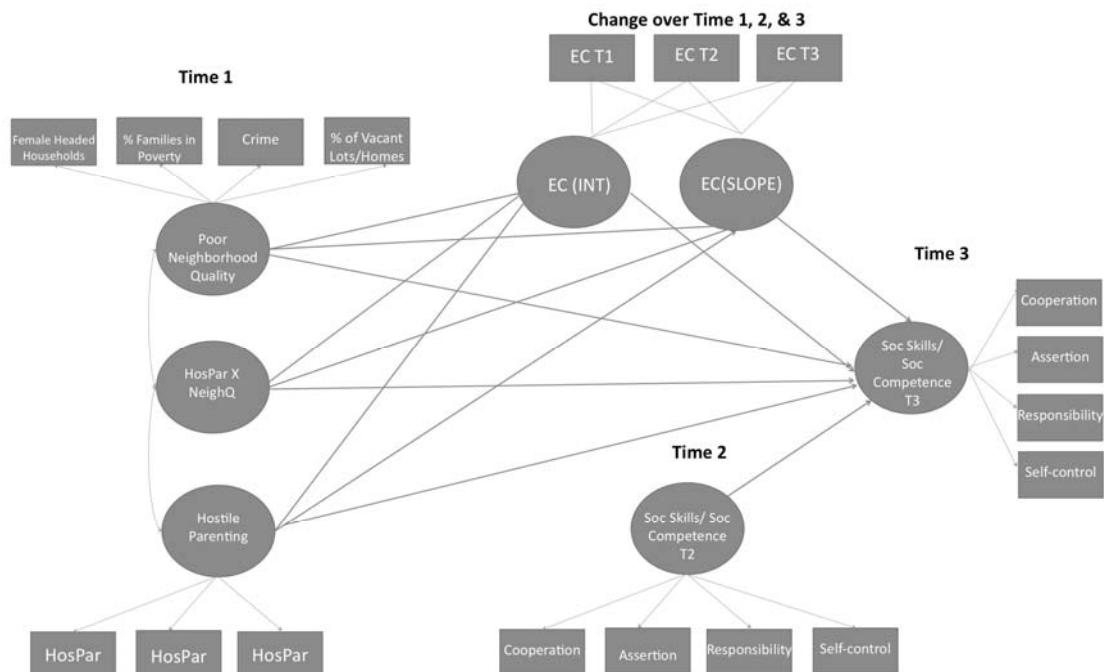 Change over Time 1, 2, & 3
EC T1
EC T2
EC T3
Time 1
Female Headed
Households
% Families in
Poverty
Crime
% of Vacant
Lots/Homes
EC (INT)
EC(SLOPE)
Poor
Neighborhood
Quality
Time 3
Cooperation
Assertion
Responsibility
Self-control
Soc Skills/
Soc
Competence
T3
HosPar X
NeighQ
Time 2
Hostile
Parenting
Soc Skills/ Soc
Competence
T2
HosPar
HosPar
HosPar
Cooperation
Assertion
Responsibility
Self-control